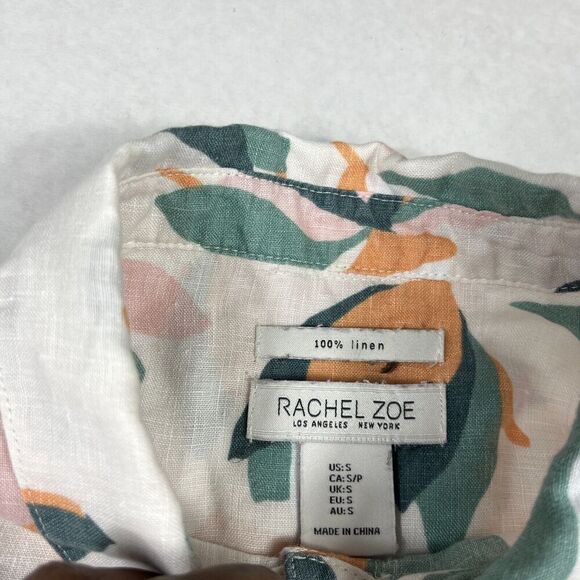 100% linen
RACHEL ZOE
LOS ANGELES NEW YORK
US: S
CA: S/P
UK: S
EU: S
AU: S
MADE IN CHINA